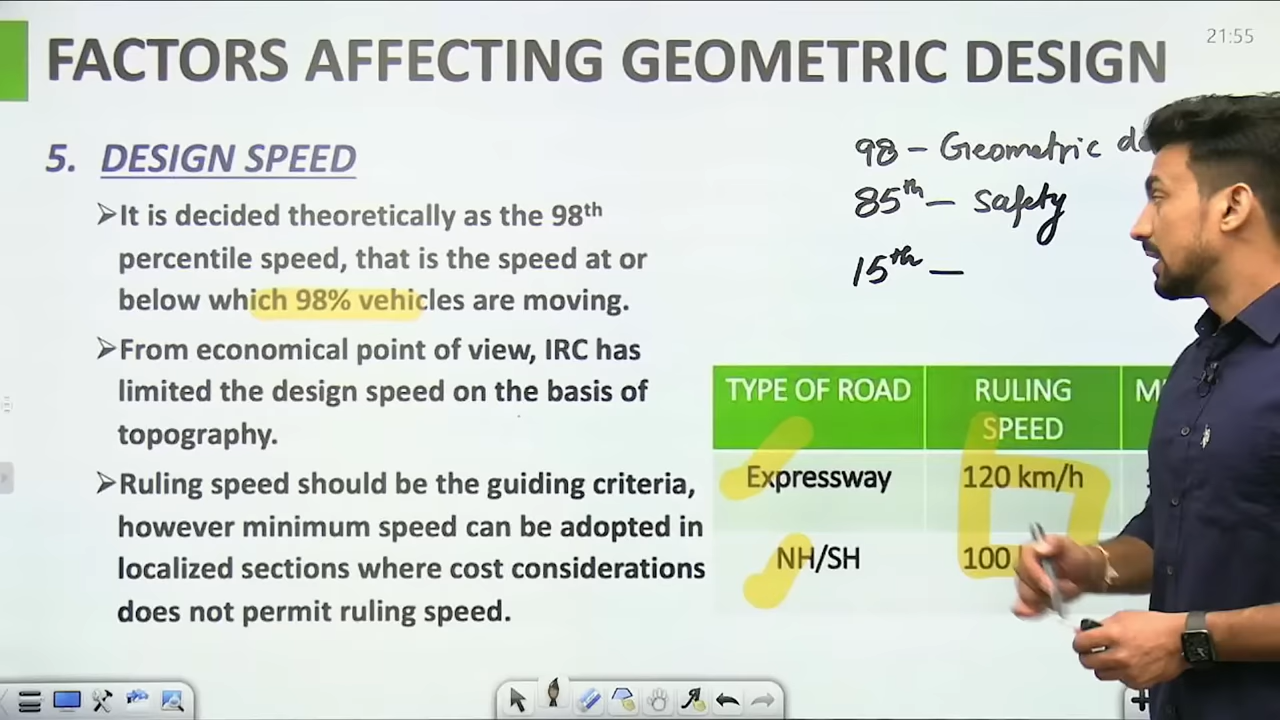 FACTORS AFFECTING GEOMETRIC DESIGN
21:55
5. DESIGN SPEED
➢It is decided theoretically as the 98th
percentile speed, that is the speed at or
below which 98% vehicles are moving.
➢From economical point of view, IRC has
limited the design speed on the basis of
topography.
➢Ruling speed should be the guiding criteria,
however minimum speed can be adopted in
localized sections where cost considerations
does not permit ruling speed.
98 – Geometric
85th – Safety
15th –
TYPE OF ROAD RULING
SPEED
Expressway 120 km/h
NH/SH 100